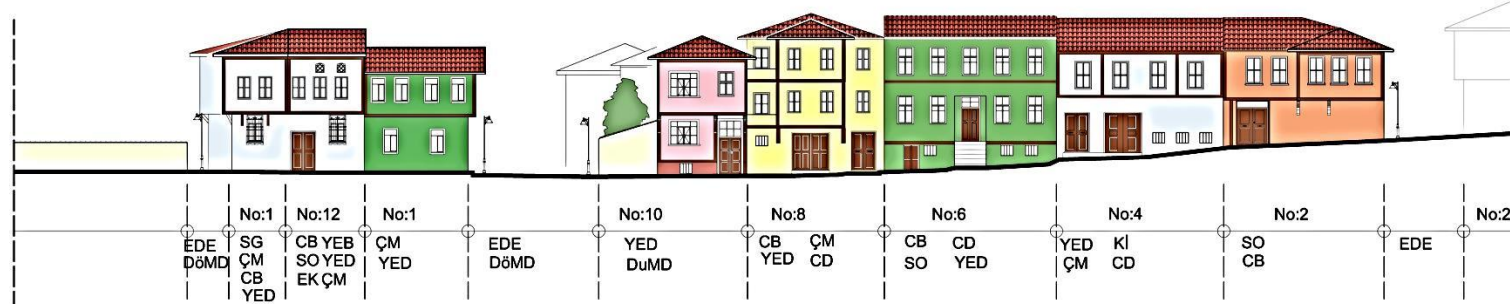 No:1 No:12 No:1 No:10 No:8 No:6 No:4 No:2 No:2
EDE SG CB YEB ÇM EDE YED CB ÇM CB CD YED Kİ SO EDE
DöMD ÇM SO YED YED DöMD DuMD YED CD SO YED ÇM CD CB
CB EK ÇM
YED